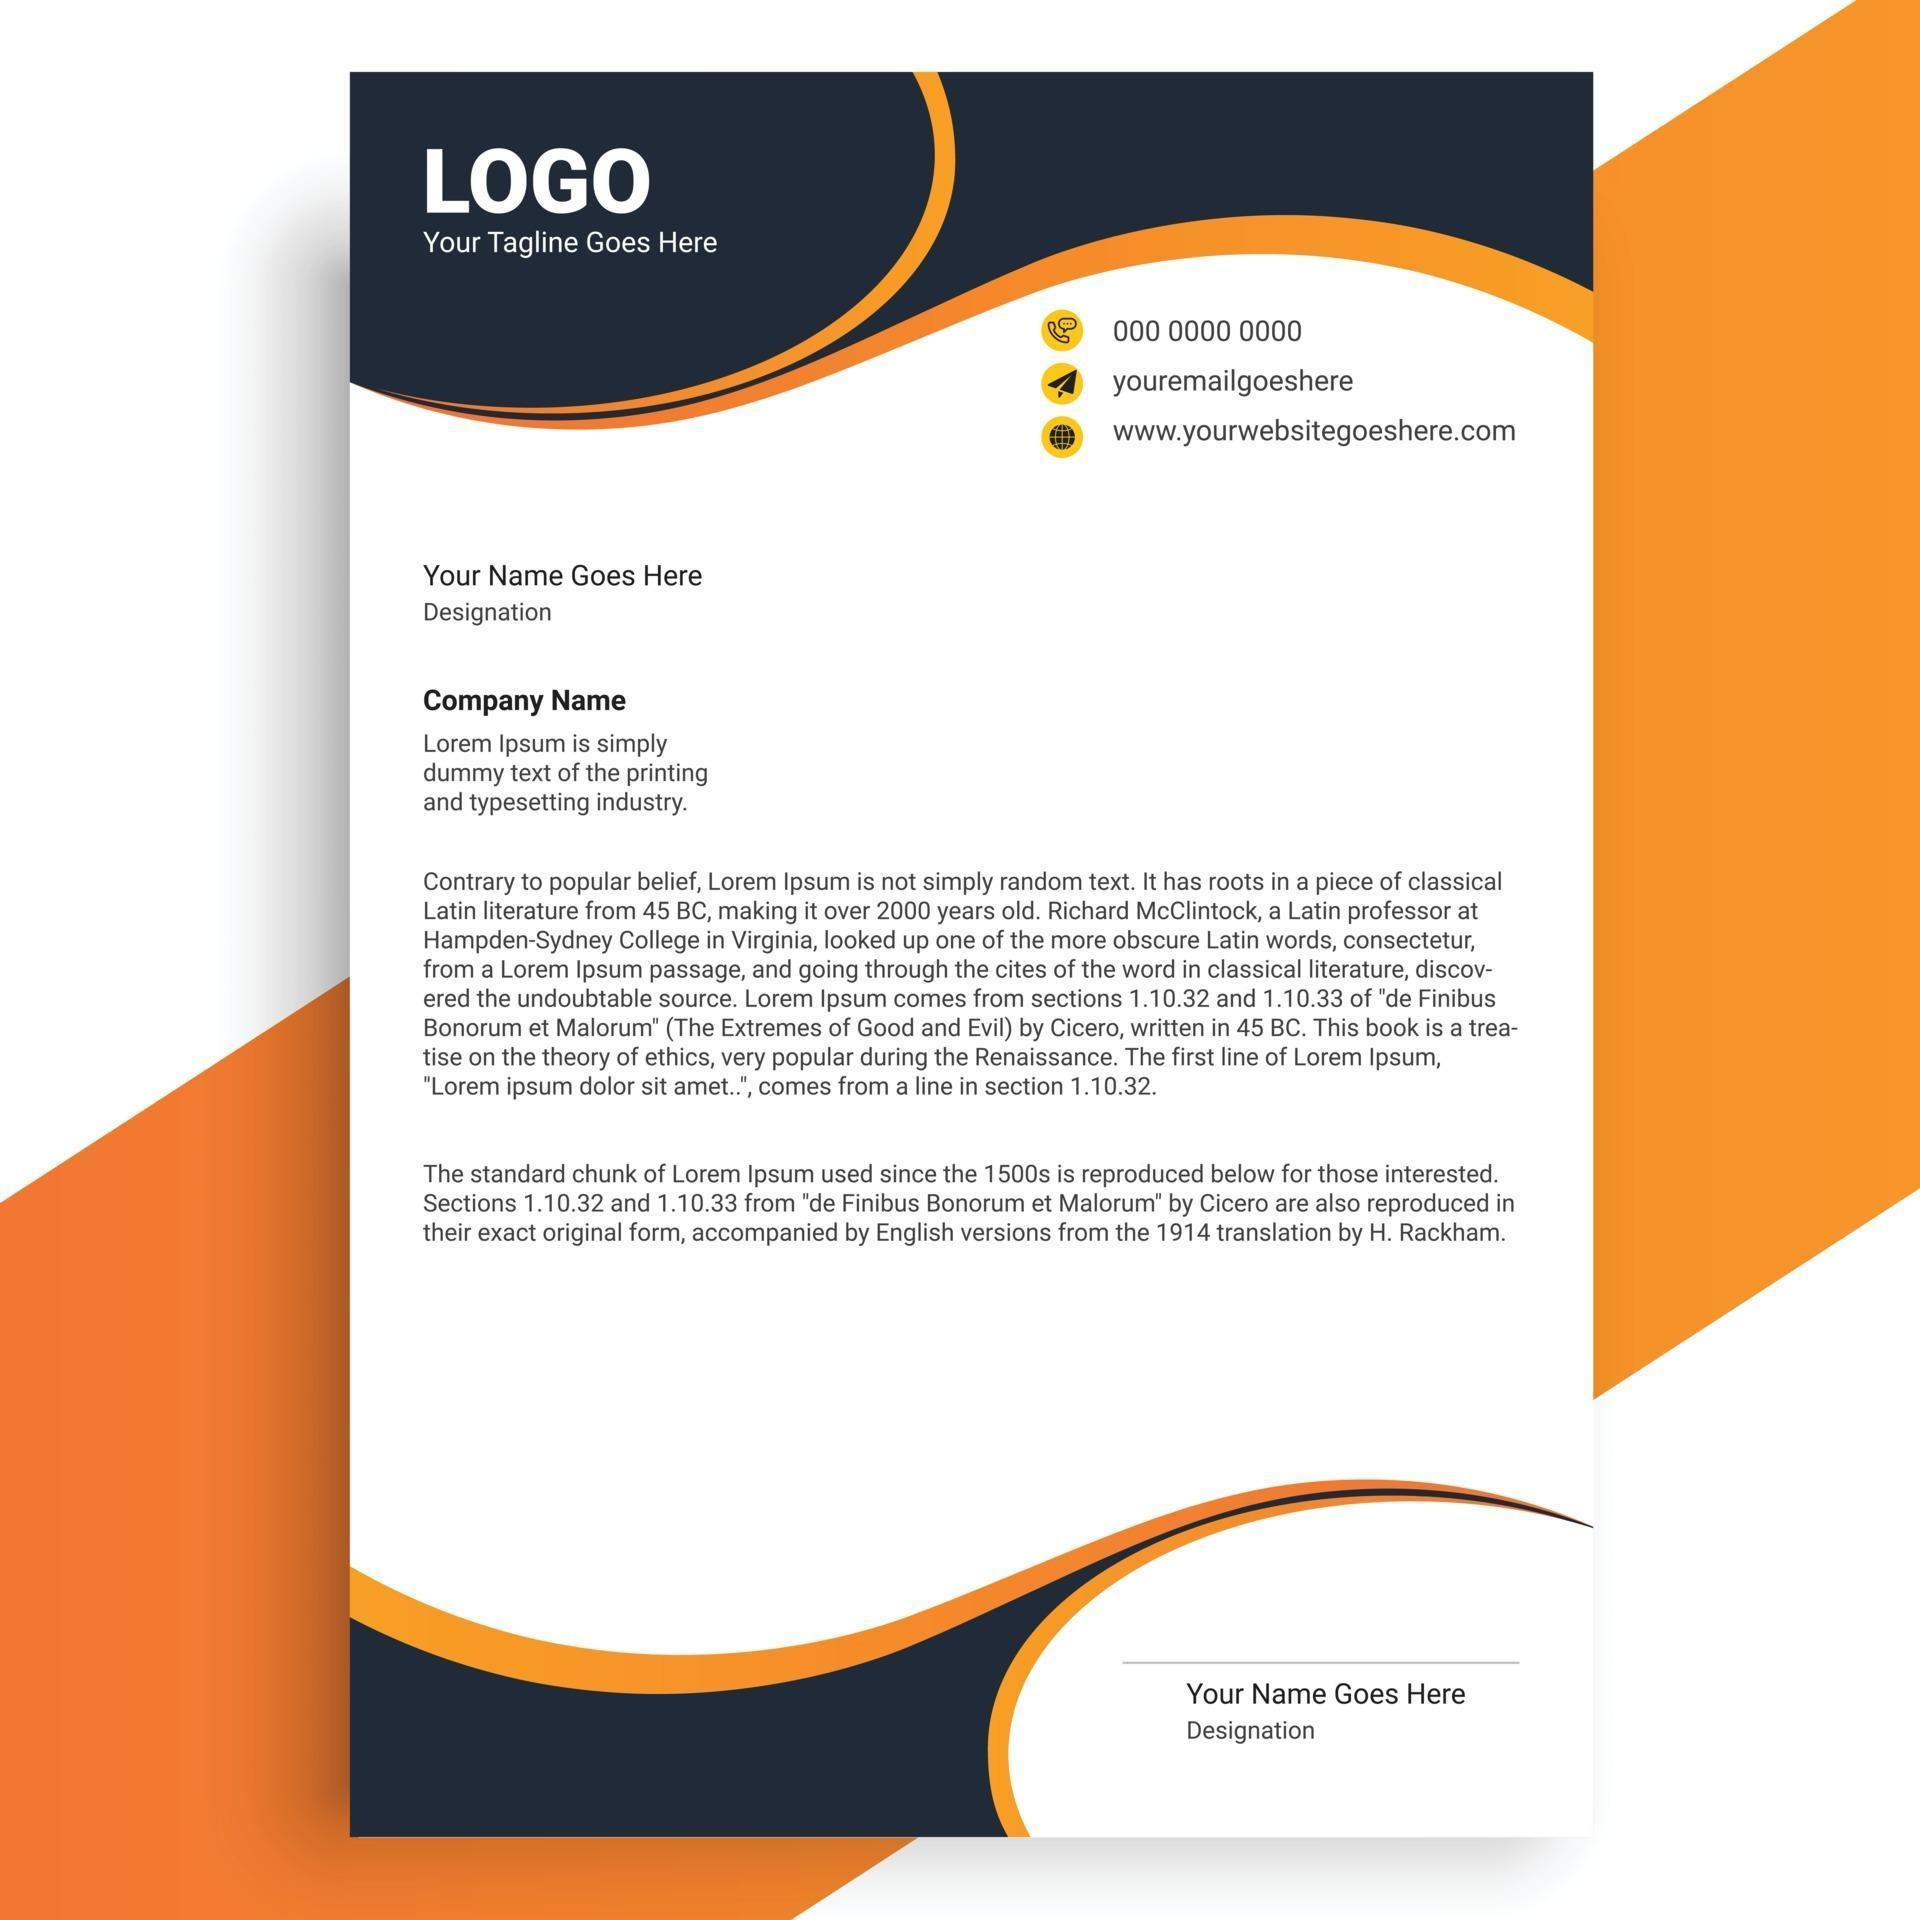 LOGO
Your Tagline Goes Here
000 0000 0000
youremailgoeshere
www.yourwebsitegoeshere.com
Your Name Goes Here
Designation
Company Name
Lorem Ipsum is simply
dummy text of the printing
and typesetting industry.
Contrary to popular belief, Lorem Ipsum is not simply random text. It has roots in a piece of classical
Latin literature from 45 BC, making it over 2000 years old. Richard McClintock, a Latin professor at
Hampden-Sydney College in Virginia, looked up one of the more obscure Latin words, consectetur,
from a Lorem Ipsum passage, and going through the cites of the word in classical literature, discov-
ered the undoubtable source. Lorem Ipsum comes from sections 1.10.32 and 1.10.33 of "de Finibus
Bonorum et Malorum" (The Extremes of Good and Evil) by Cicero, written in 45 BC. This book is a trea-
tise on the theory of ethics, very popular during the Renaissance. The first line of Lorem Ipsum,
"Lorem ipsum dolor sit amet..", comes from a line in section 1.10.32.
The standard chunk of Lorem Ipsum used since the 1500s is reproduced below for those interested.
Sections 1.10.32 and 1.10.33 from "de Finibus Bonorum et Malorum" by Cicero are also reproduced in
their exact original form, accompanied by English versions from the 1914 translation by H. Rackham.
Your Name Goes Here
Designation